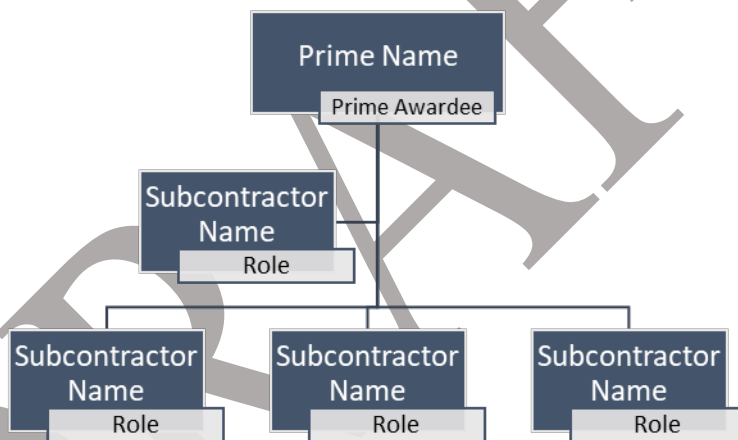 Prime Name
Prime Awardee
Subcontractor
Name
Role
Subcontractor
Name
Role
Subcontractor
Name
Role
Subcontractor
Name
Role